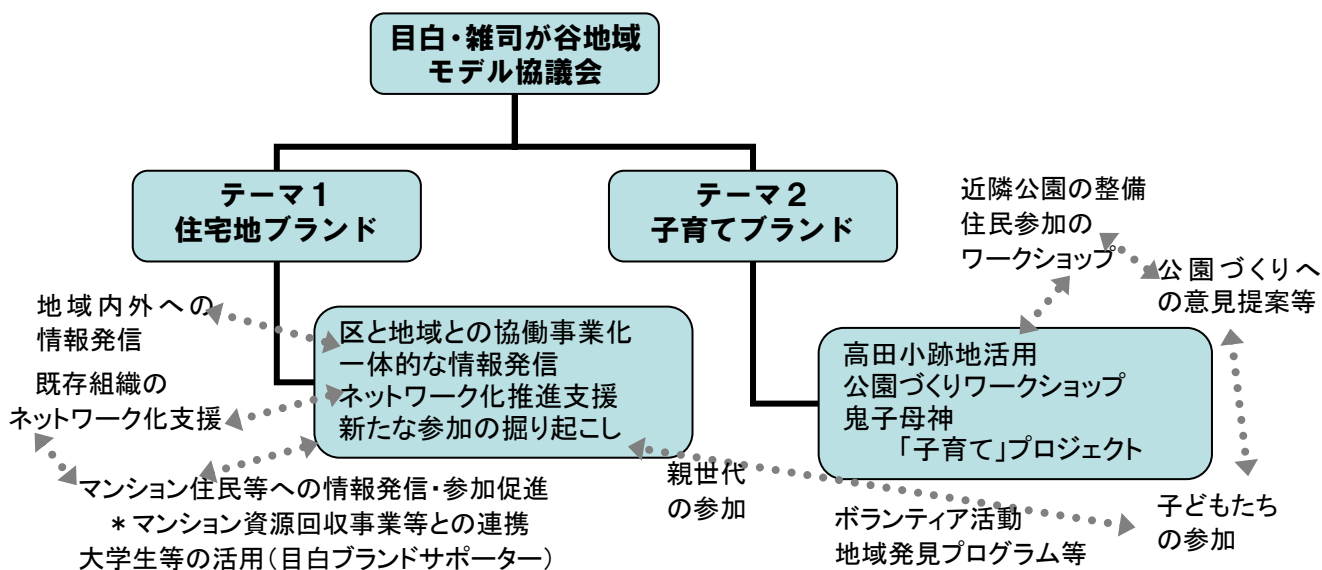 目白・雑司が谷地域
モデル協議会
テーマ1
住宅地ブランド
テーマ2
子育てブランド
近隣公園の整備
住民参加の
ワークショップ
公園づくりへ
の意見提案等
地域内外への
情報発信
既存組織の
ネットワーク化支援
区と地域との協働事業化
一体的な情報発信
ネットワーク化推進支援
新たな参加の掘り起こし
高田小跡地活用
公園づくりワークショップ
鬼子母神
「子育て」プロジェクト
マンション住民等への情報発信・参加促進
*マンション資源回収事業等との連携
大学生等の活用(目白ブランドサポーター)
親世代
の参加
ボランティア活動
地域発見プログラム等
子どもたち
の参加